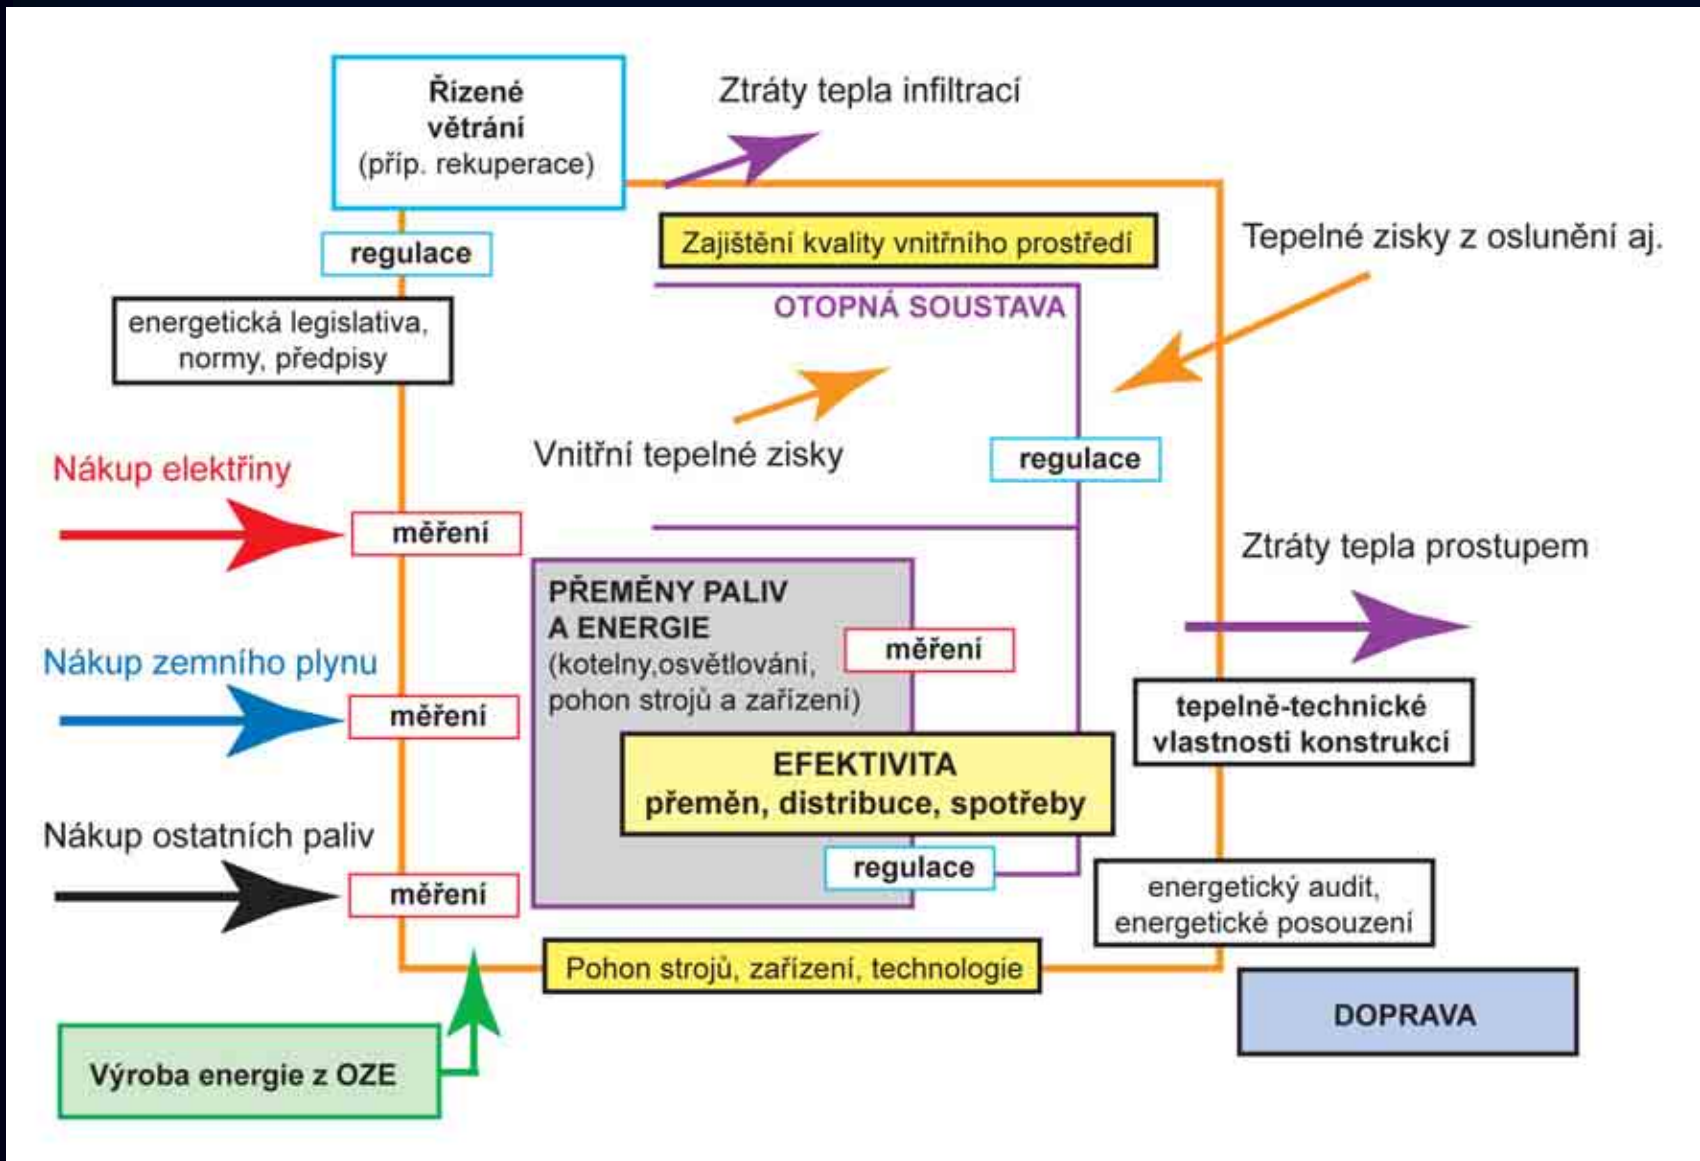 Řízené
větrání
(příp. rekuperace)
Ztráty tepla infiltrací
regulace
Zajištění kvality vnitřního prostředí
Tepelné zisky z oslunění aj.
energetická legislativa,
normy, předpisy
OTOPNÁ SOUSTAVA
Vnitřní tepelné zisky
regulace
Nákup elektřiny
měření
Ztráty tepla prostupem
PŘEMĚNY PALIV
A ENERGIE
(kotelny,osvětlování,
pohon strojů a zařízení)
měření
Nákup zemního plynu
měření
tepelně-technické
vlastnosti konstrukcí
EFEKTIVITA
přeměn, distribuce, spotřeby
Nákup ostatních paliv
měření
regulace
energetický audit,
energetické posouzení
Pohon strojů, zařízení, technologie
DOPRAVA
Výroba energie z OZE